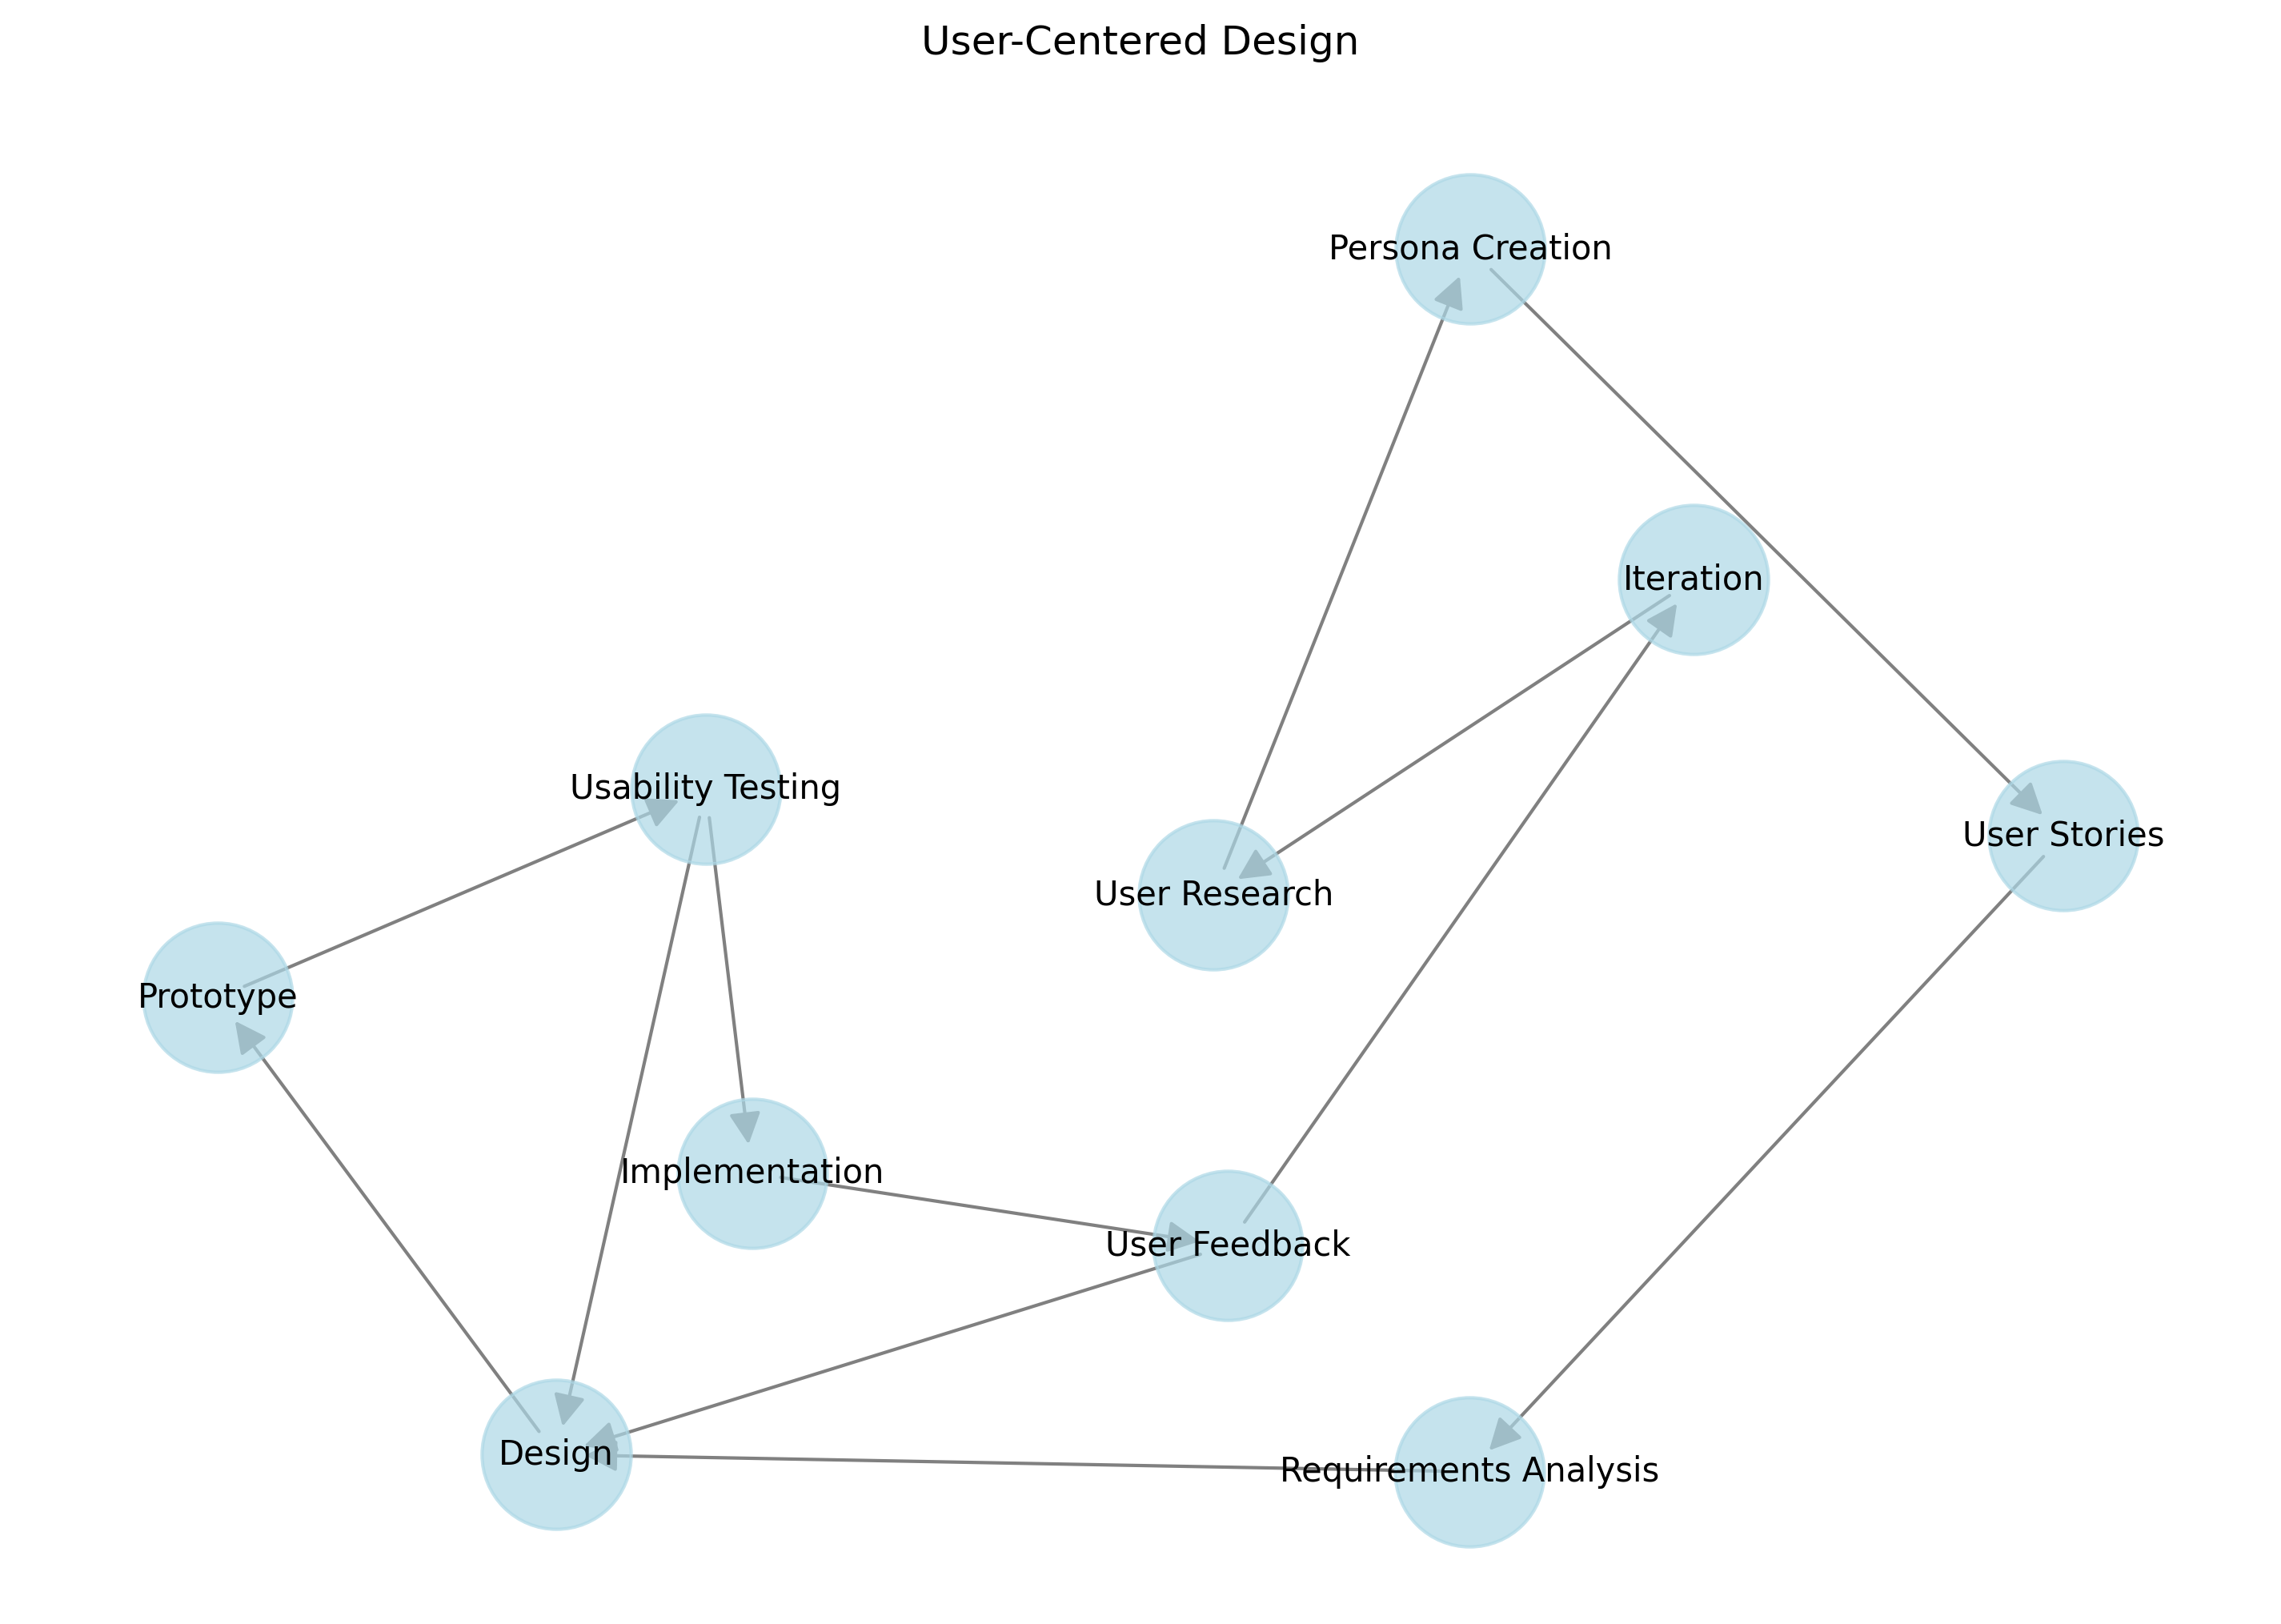 User-Centered Design
Persona Creation
Iteration
Usability Testing
User Stories
User Research
Prototype
Implementation
User Feedback
Design
Requirements Analysis